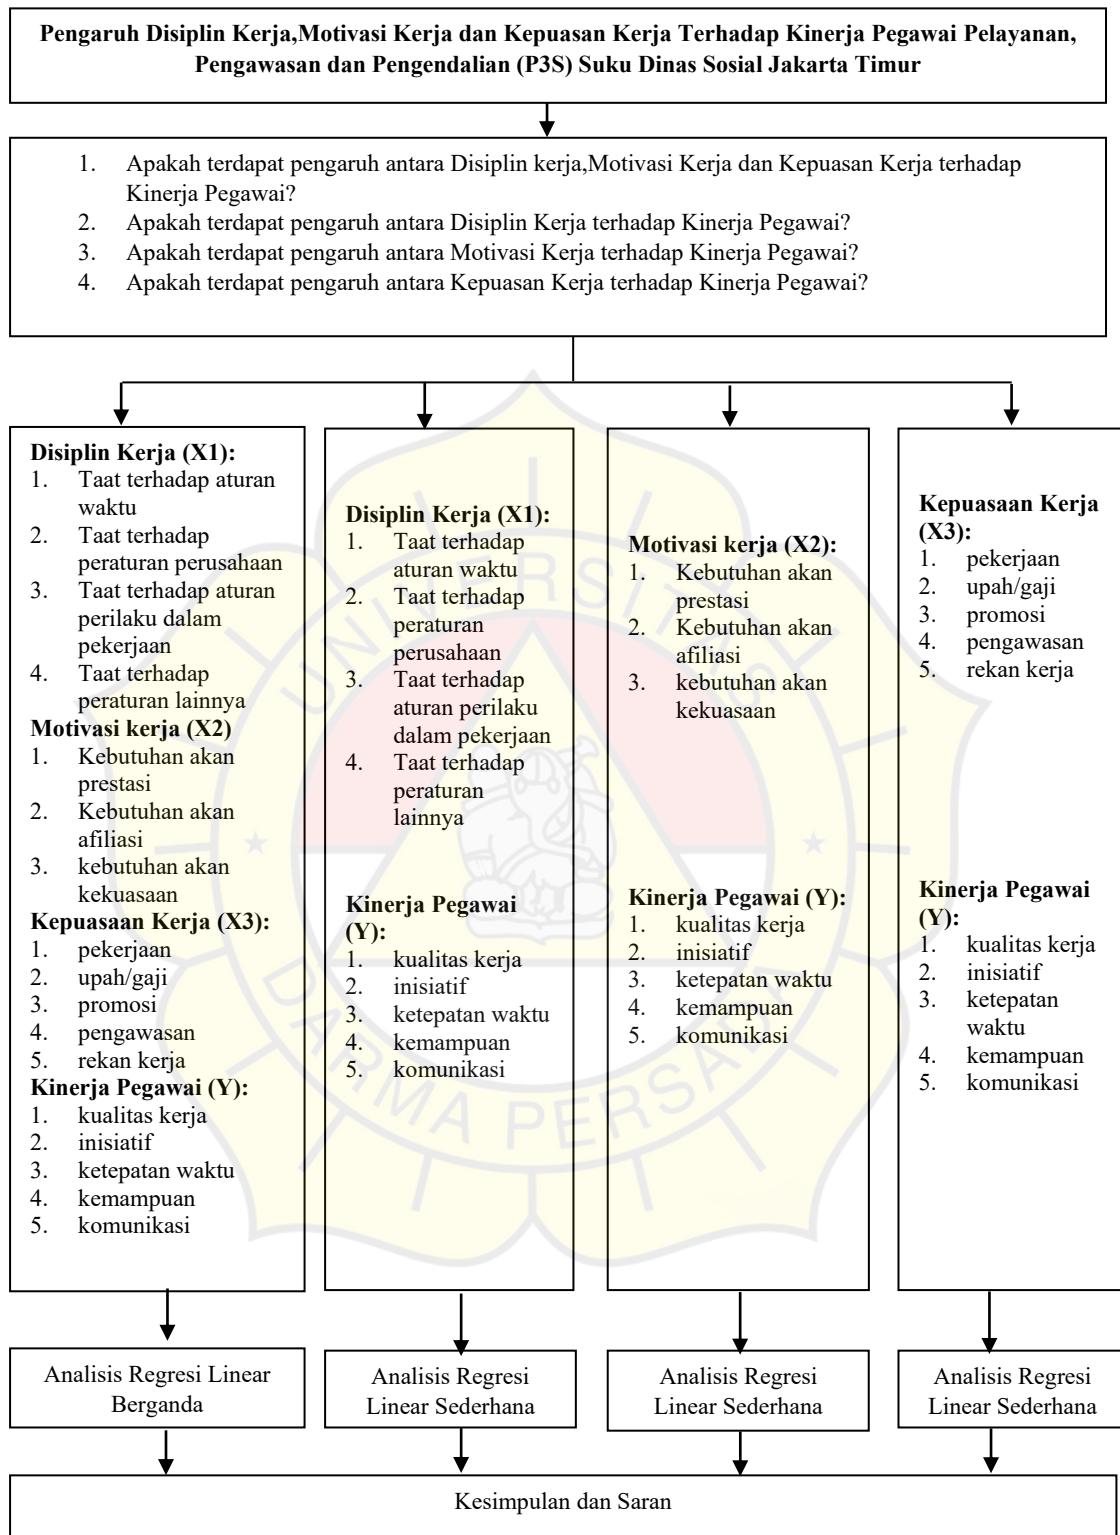 Pengaruh Disiplin Kerja,Motivasi Kerja dan Kepuasan Kerja Terhadap Kinerja Pegawai Pelayanan,
Pengawasan dan Pengendalian (P3S) Suku Dinas Sosial Jakarta Timur
1. Apakah terdapat pengaruh antara Disiplin kerja,Motivasi Kerja dan Kepuasan Kerja terhadap
Kinerja Pegawai?
2. Apakah terdapat pengaruh antara Disiplin Kerja terhadap Kinerja Pegawai?
3. Apakah terdapat pengaruh antara Motivasi Kerja terhadap Kinerja Pegawai?
4. Apakah terdapat pengaruh antara Kepuasan Kerja terhadap Kinerja Pegawai?
Disiplin Kerja (X1):
1. Taat terhadap aturan
waktu
2. Taat terhadap
peraturan perusahaan
3. Taat terhadap aturan
perilaku dalam
pekerjaan
4. Taat terhadap
peraturan lainnya
Motivasi kerja (X2)
1. Kebutuhan akan
prestasi
2. Kebutuhan akan
afiliasi
3. kebutuhan akan
kekuasaan
Kepuasaan Kerja (X3):
1. pekerjaan
2. upah/gaji
3. promosi
4. pengawasan
5. rekan kerja
Kinerja Pegawai (Y):
1. kualitas kerja
2. inisiatif
3. ketepatan waktu
4. kemampuan
5. komunikasi
Disiplin Kerja (X1):
1. Taat terhadap
aturan waktu
2. Taat terhadap
peraturan
perusahaan
3. Taat terhadap
aturan perilaku
dalam pekerjaan
4. Taat terhadap
peraturan
lainnya
Kinerja Pegawai
(Y):
1. kualitas kerja
2. inisiatif
3. ketepatan waktu
4. kemampuan
5. komunikasi
Motivasi kerja (X2):
1. Kebutuhan akan
prestasi
2. Kebutuhan akan
afiliasi
3. kebutuhan akan
kekuasaan
Kinerja Pegawai (Y):
1. kualitas kerja
2. inisiatif
3. ketepatan waktu
4. kemampuan
5. komunikasi
Kepuasaan Kerja
(X3):
1. pekerjaan
2. upah/gaji
3. promosi
4. pengawasan
5. rekan kerja
Kinerja Pegawai
(Y):
1. kualitas kerja
2. inisiatif
3. ketepatan
waktu
4. kemampuan
5. komunikasi
UNIVERSITAS
DARMA PERSADA
Analisis Regresi Linear
Berganda
Analisis Regresi
Linear Sederhana
Analisis Regresi
Linear Sederhana
Analisis Regresi
Linear Sederhana
Kesimpulan dan Saran